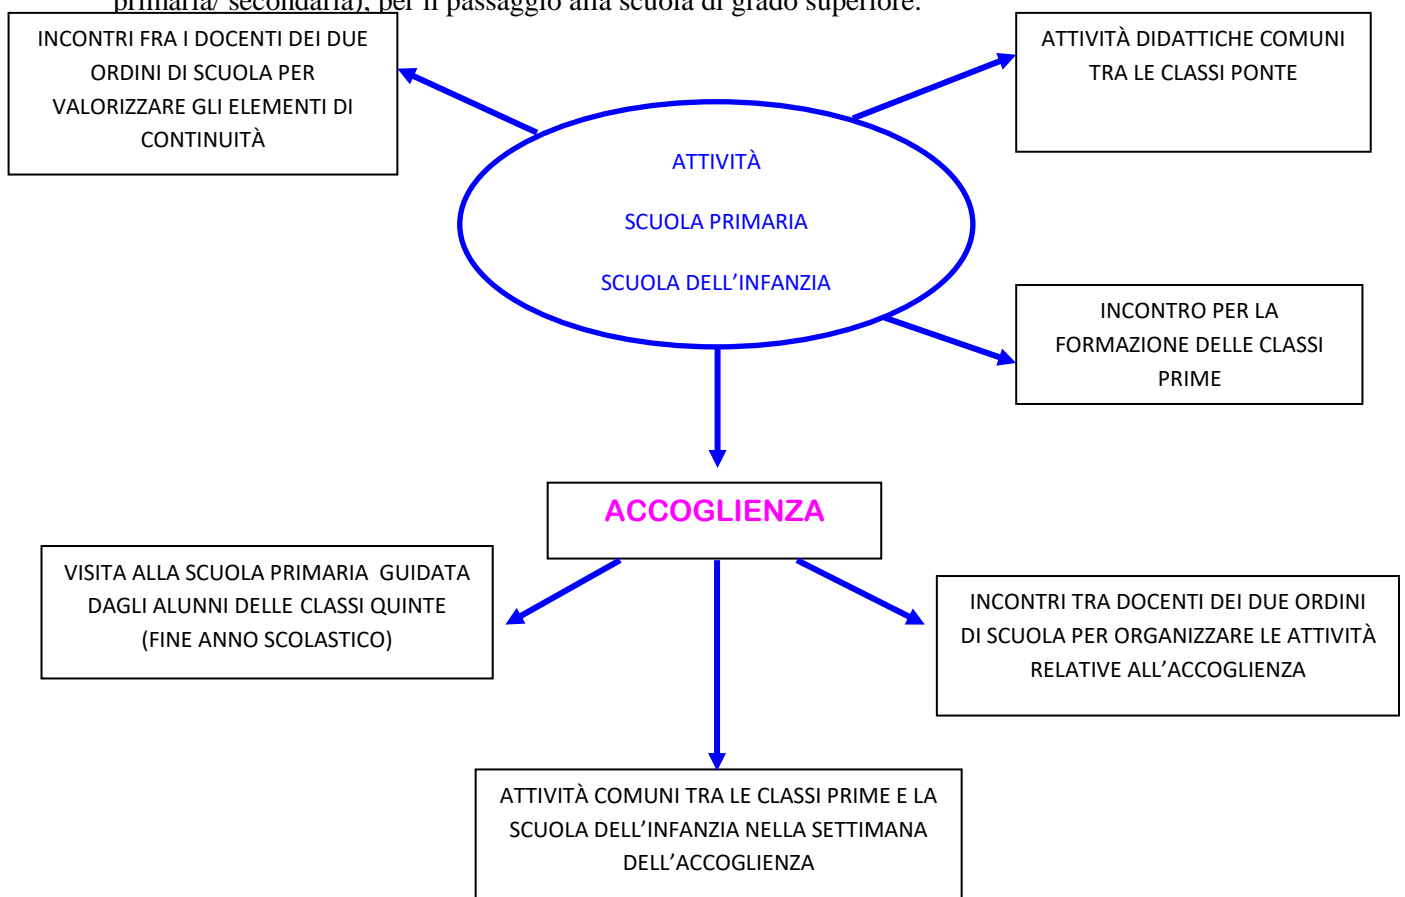 primaria/ secondaria), per il passaggio alla scuola di grado superiore.
INCONTRI FRA I DOCENTI DEI DUE
ORDINI DI SCUOLA PER
VALORIZZARE GLI ELEMENTI DI
CONTINUITÀ
ATTIVITÀ DIDATTICHE COMUNI
TRA LE CLASSI PONTE
ATTIVITÀ
SCUOLA PRIMARIA
SCUOLA DELL’INFANZIA
INCONTRO PER LA
FORMAZIONE DELLE CLASSI
PRIME
ACCOGLIENZA
VISITA ALLA SCUOLA PRIMARIA  GUIDATA
DAGLI ALUNNI DELLE CLASSI QUINTE
(FINE ANNO SCOLASTICO)
INCONTRI TRA DOCENTI DEI DUE ORDINI
DI SCUOLA PER ORGANIZZARE LE ATTIVITÀ
RELATIVE ALL’ACCOGLIENZA
ATTIVITÀ COMUNI TRA LE CLASSI PRIME E LA
SCUOLA DELL’INFANZIA NELLA SETTIMANA
DELL’ACCOGLIENZA